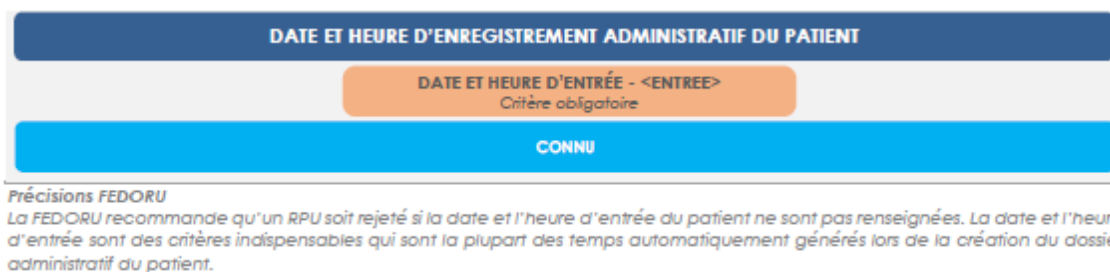 DATE ET HEURE D'ENREGISTREMENT ADMINISTRATIF DU PATIENT
DATE ET HEURE D'ENTRÉE - <ENTREE>
Critère obligatoire
CONNU
Précisions FEDORU
La FEDORU recommande qu'un RPU soit rejeté si la date et l'heure d'entrée du patient ne sont pas renseignées. La date et l'heur
d'entrée sont des critères indispensables qui sont la plupart des temps automatiquement générés lors de la création du dossie
administratif du patient.